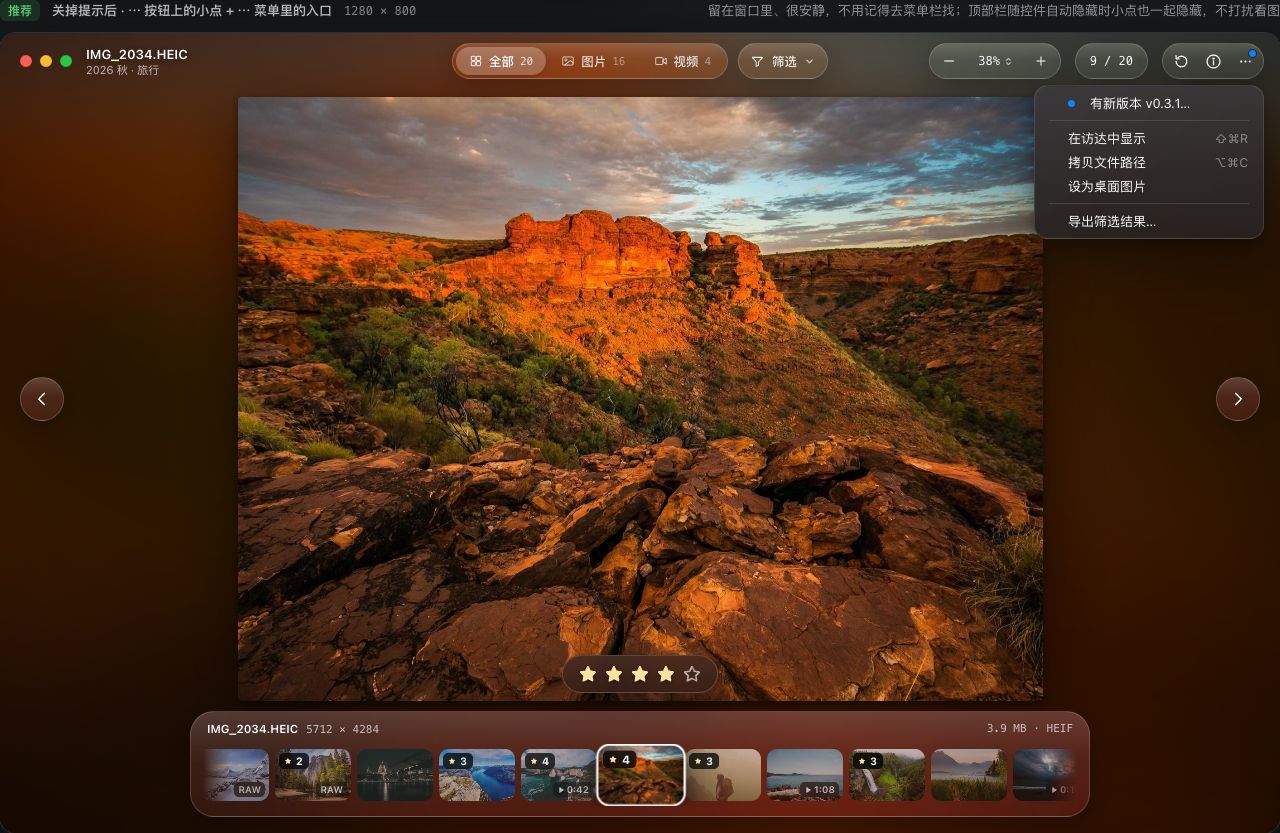 推荐 关掉提示后 · ··· 按钮上的小点 + ··· 菜单里的入口 1280 × 800 留在窗口里、很安静，不用记得去菜单栏找；顶部栏随控件自动隐藏时小点也一起隐藏，不打扰看图
IMG_2034.HEIC
2026 秋 · 旅行
全部 20 图片 16 视频 4 筛选 38% 9 / 20
有新版本 v0.3.1...
在访达中显示 ⇧⌘R
拷贝文件路径 ⌥⌘C
设为桌面图片
导出筛选结果...
IMG_2034.HEIC 5712 × 4284 3.9 MB · HEIF
2 3 4 4 3 3
RAW RAW 0:42 1:08